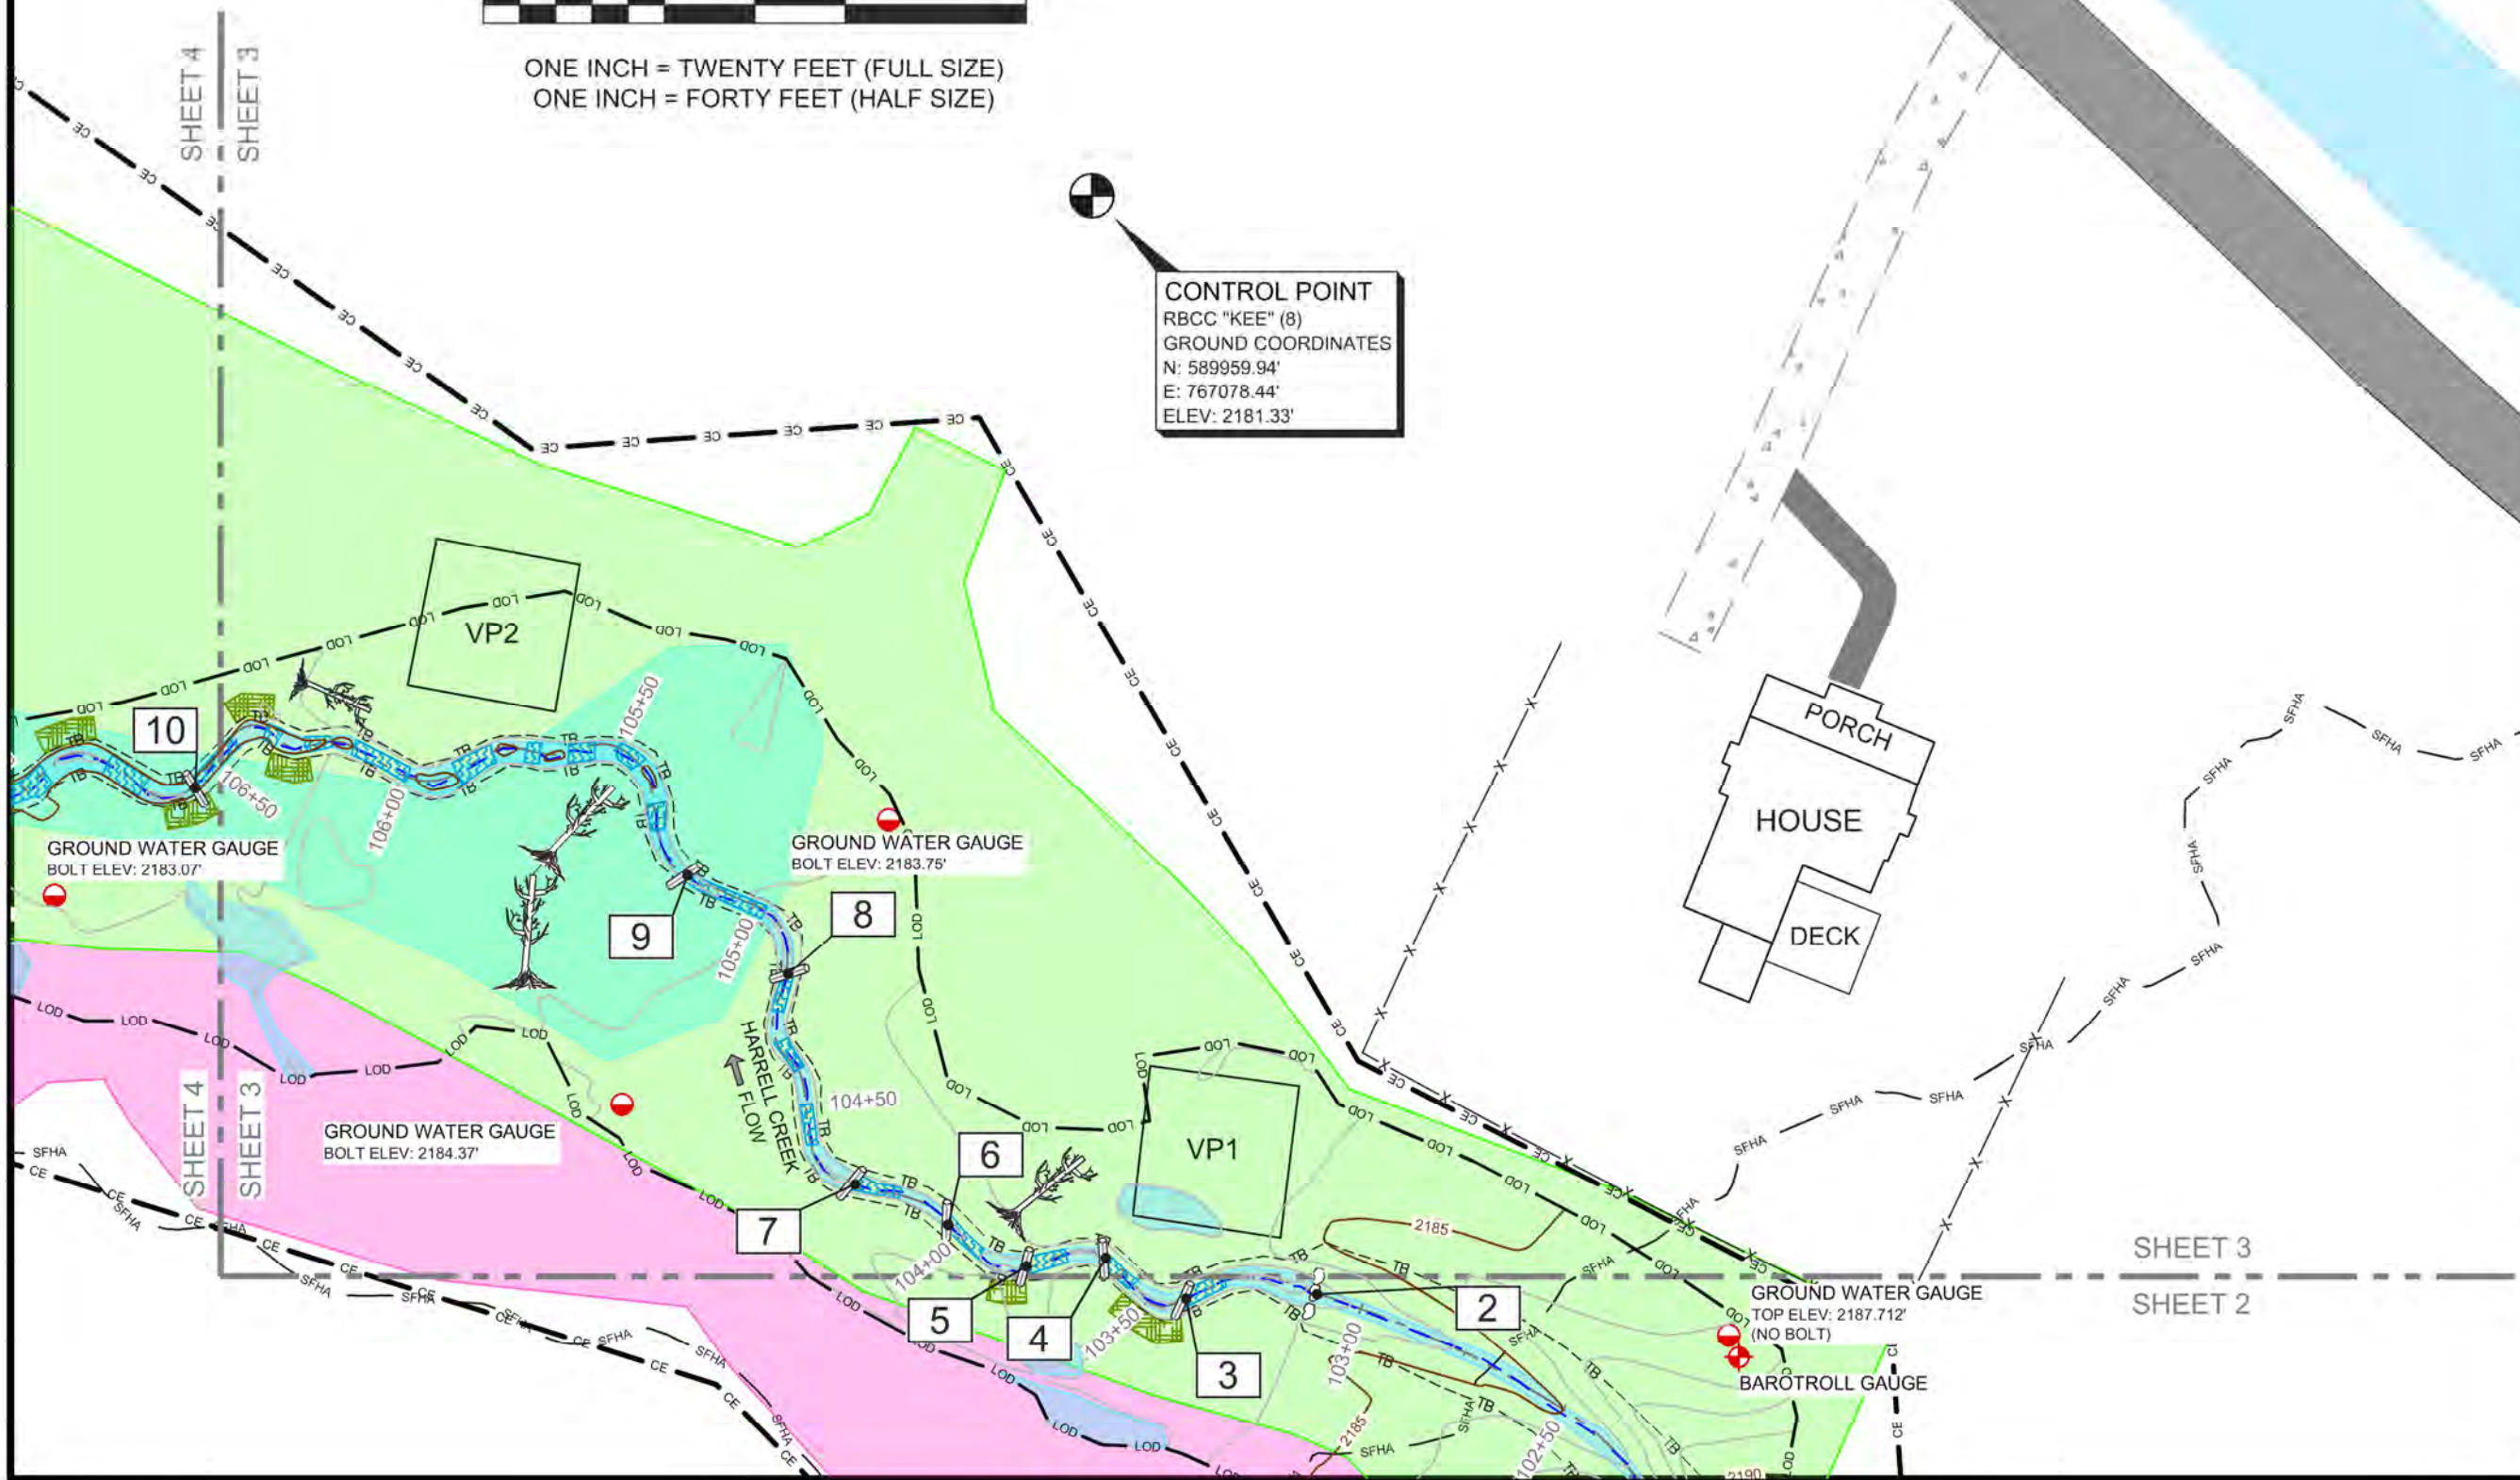 ONE INCH = TWENTY FEET (FULL SIZE)
ONE INCH = FORTY FEET (HALF SIZE)
SHEET 4
SHEET 3
CONTROL POINT
RBCC "KEE" (8)
GROUND COORDINATES
N: 589959.94'
E: 767078.44'
ELEV: 2181.33'
VP2
PORCH
HOUSE
DECK
10
106+50
106+00
105+50
GROUND WATER GAUGE
BOLT ELEV: 2183.07'
GROUND WATER GAUGE
BOLT ELEV: 2183.75'
8
9
105+00
HARRELL CREEK
FLOW
104+50
GROUND WATER GAUGE
BOLT ELEV: 2184.37'
SHEET 4
SHEET 3
VP1
6
7
104+00
5
4
103+50
3
2
103+00
2185
2185
102+50
2190
SHEET 3
SHEET 2
GROUND WATER GAUGE
TOP ELEV: 2187.712'
(NO BOLT)
BAROTROLL GAUGE
CE
LOD
TB
SFHA
X